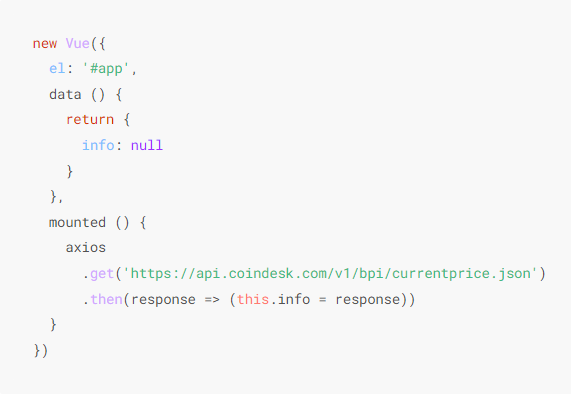 new Vue({
  el: '#app',
  data () {
    return {
      info: null
    }
  },
  mounted () {
    axios
      .get('https://api.coindesk.com/v1/bpi/currentprice.json')
      .then(response => (this.info = response))
  }
})